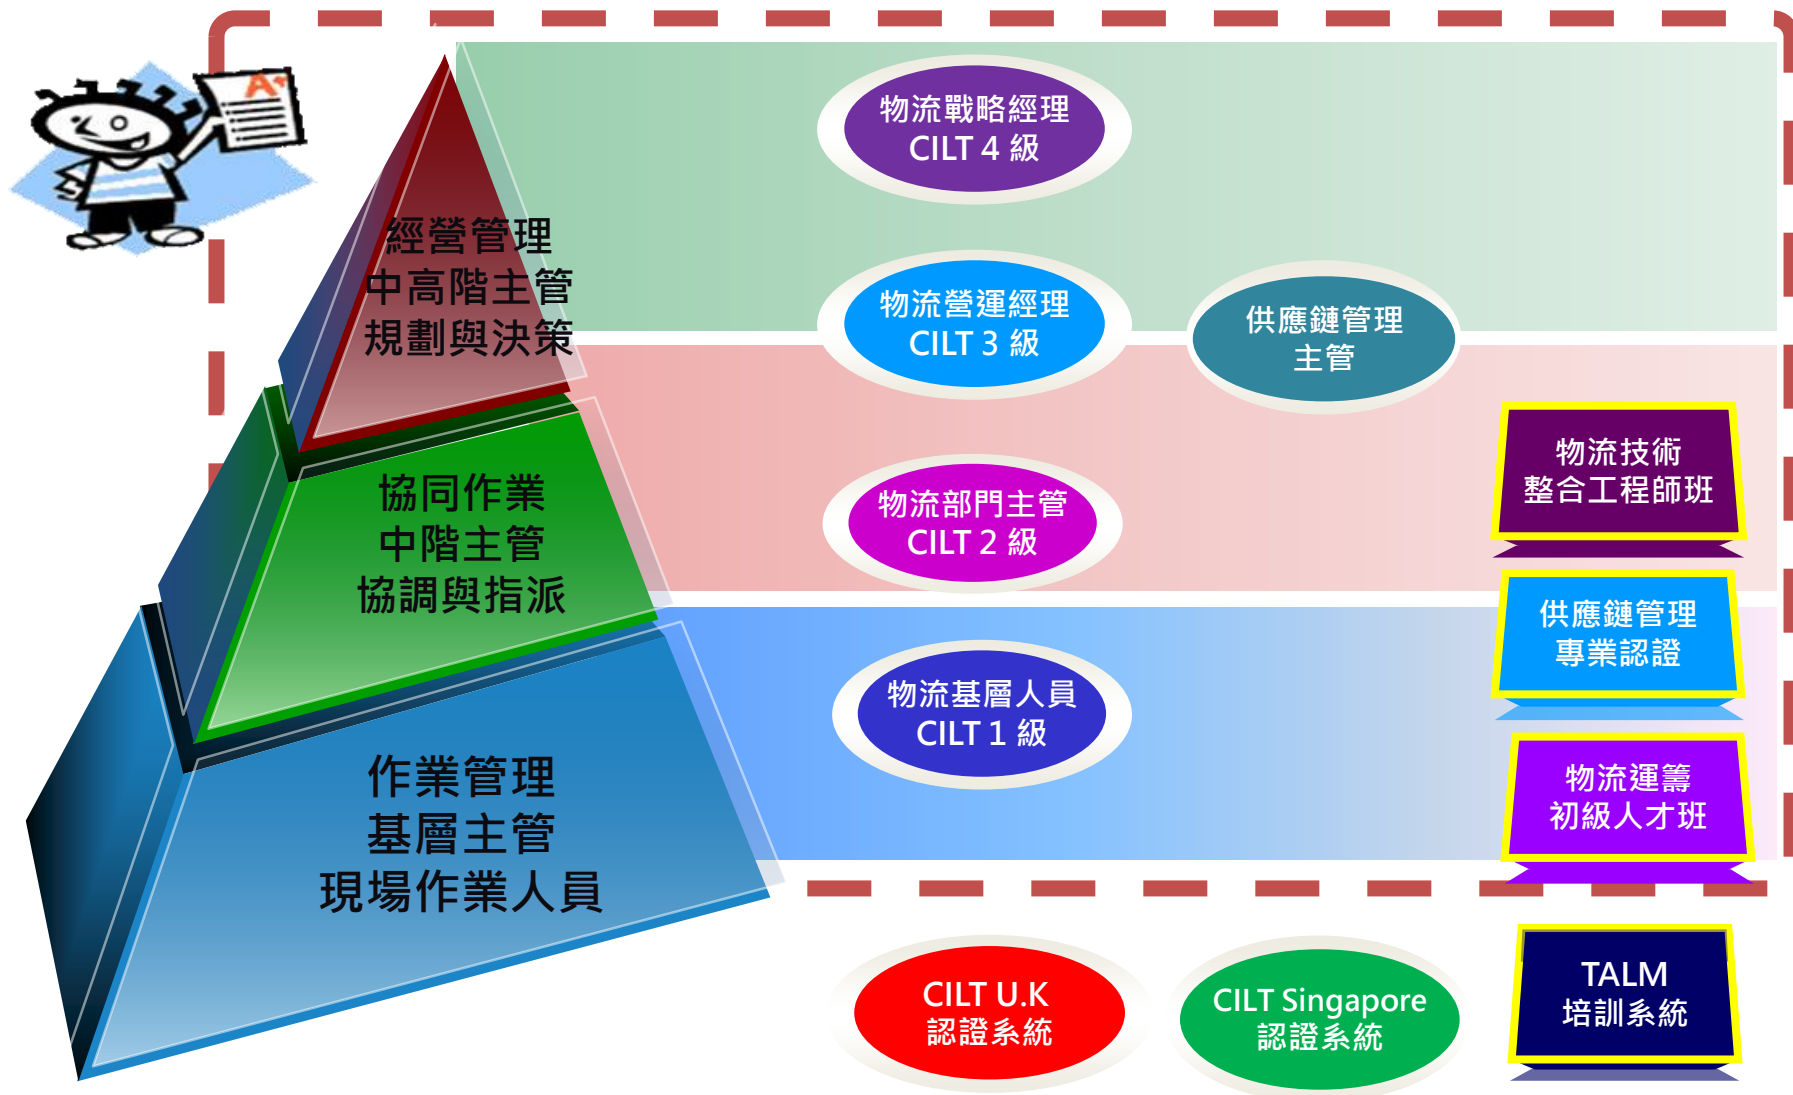 A+
經營管理
中高階主管
規劃與決策
協同作業
中階主管
協調與指派
作業管理
基層主管
現場作業人員
物流戰略經理
CILT 4 級
物流營運經理
CILT 3 級
供應鏈管理
主管
物流部門主管
CILT 2 級
物流基層人員
CILT 1 級
物流技術
整合工程師班
供應鏈管理
專業認證
物流運籌
初級人才班
CILT U.K
認證系統
CILT Singapore
認證系統
TALM
培訓系統